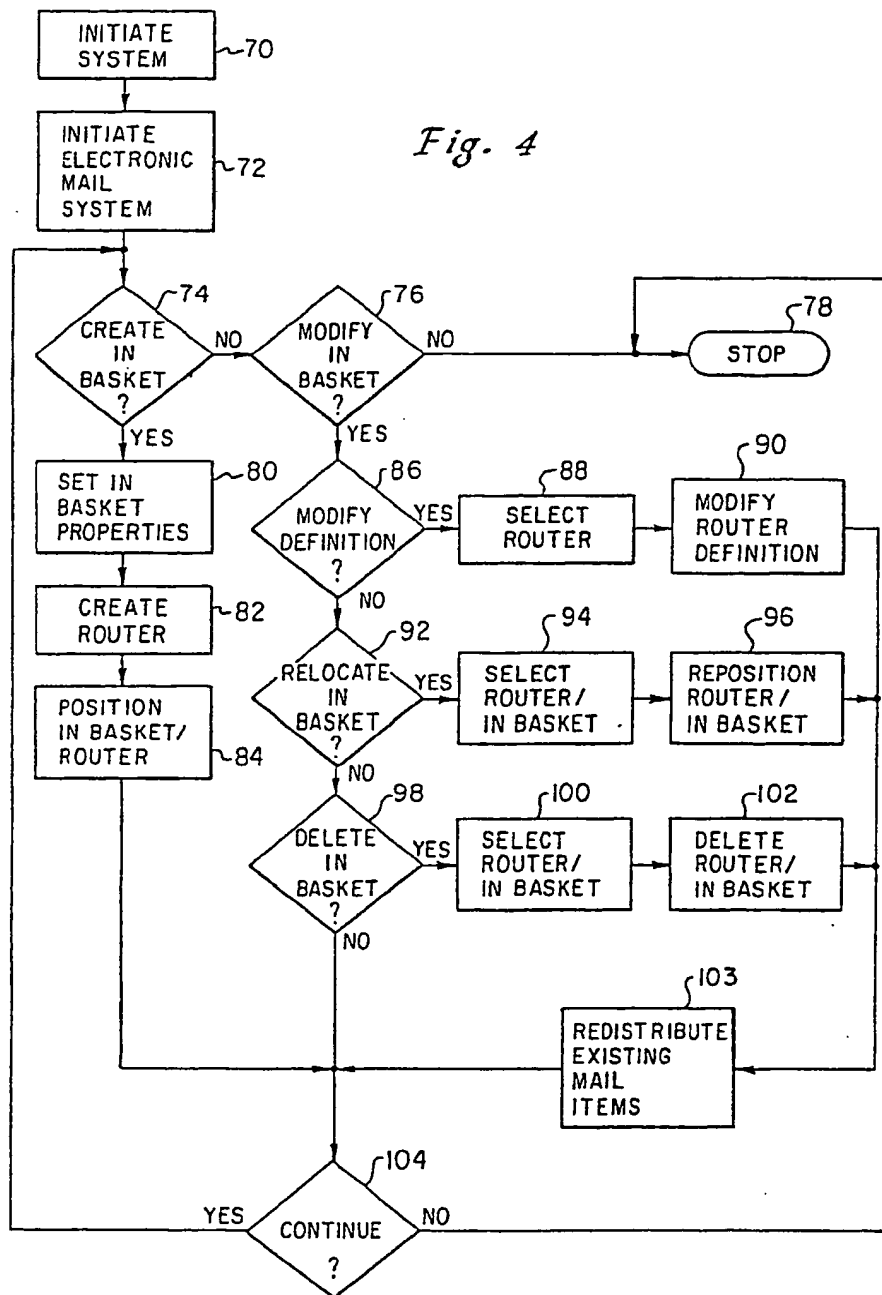 INITIATE
SYSTEM
70
INITIATE
ELECTRONIC
MAIL
SYSTEM
72
Fig. 4
74
CREATE
IN
BASKET
?
NO
YES
76
MODIFY
IN
BASKET
?
NO
YES
78
STOP
80
SET IN
BASKET
PROPERTIES
82
CREATE
ROUTER
84
POSITION
IN BASKET/
ROUTER
86
MODIFY
DEFINITION
?
YES
NO
88
SELECT
ROUTER
90
MODIFY
ROUTER
DEFINITION
92
RELOCATE
IN
BASKET
?
YES
NO
94
SELECT
ROUTER/
IN BASKET
96
REPOSITION
ROUTER/
IN BASKET
98
DELETE
IN
BASKET
?
YES
NO
100
SELECT
ROUTER/
IN BASKET
102
DELETE
ROUTER/
IN BASKET
103
REDISTRIBUTE
EXISTING
MAIL
ITEMS
104
CONTINUE
?
YES
NO